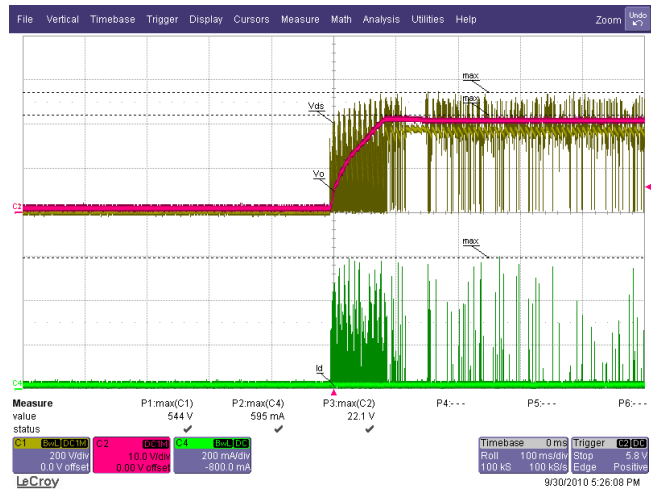 File Vertical Timebase Trigger Display Cursors Measure Math Analysis Utilities Help Zoom Undo
max
Vds
max
Vo
C2
max
Id
C4
Measure P1:max(C1) P2:max(C4) P3:max(C2) P4:- - - P5:- - - P6:- - -
value 544 V 595 mA 22.1 V
status
C1 BwL DC1M C2 DC1M C4 BwL DC Timebase 0 ms Trigger C2 DC
200 V/div 10.0 V/div 200 mA/div Roll 100 ms/div Stop 5.8 V
0.0 V offset 0.00 V offset -800.0 mA 100 kS 100 kS/s Edge Positive
LeCroy 9/30/2010 5:26:08 PM